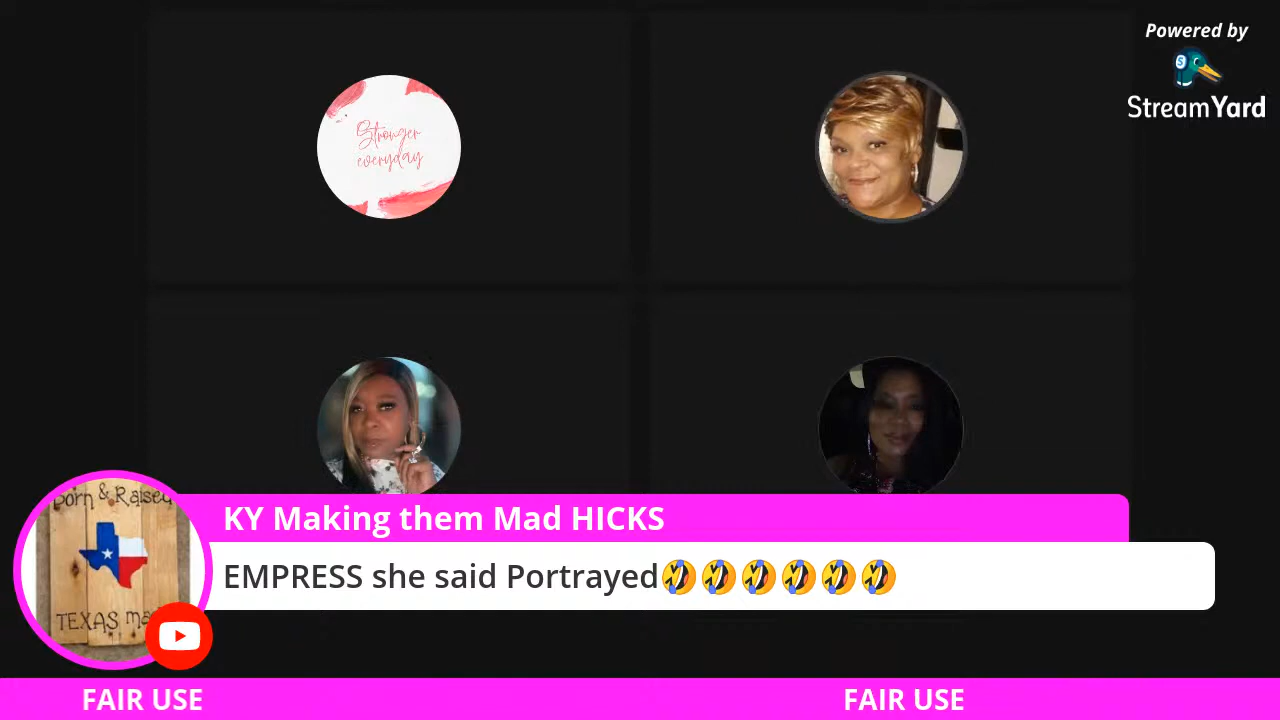 Powered by
StreamYard
Stronger
everyday
KY Making them Mad HICKS
EMPRESS she said Portrayed🤣🤣🤣🤣🤣🤣
Born & Raised
TEXAS
FAIR USE
FAIR USE